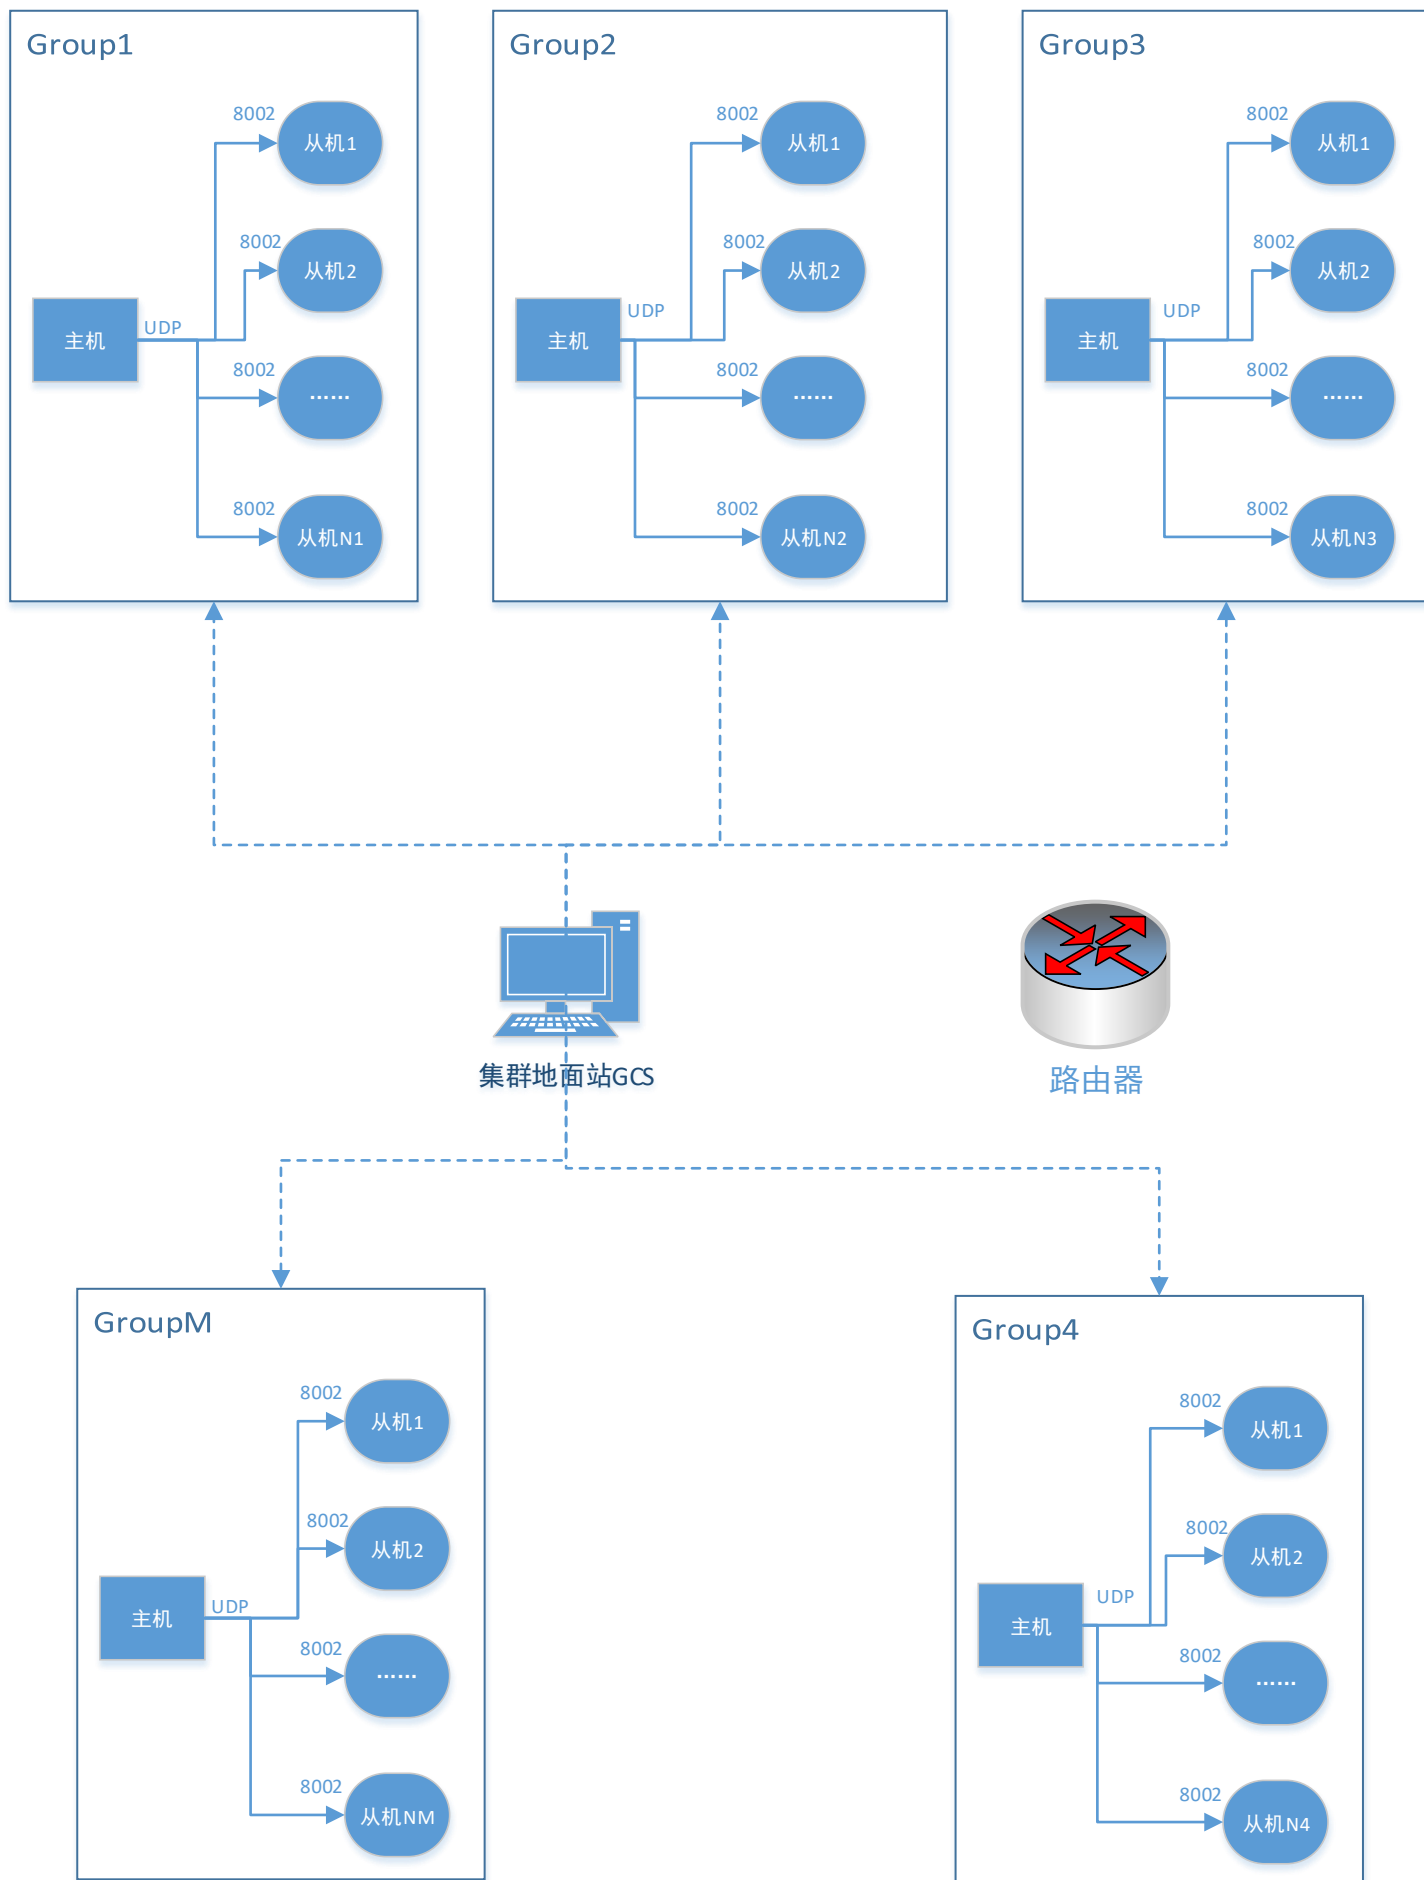 Group1
8002
从机1
8002
从机2
主机
UDP
8002
......
8002
从机N1
Group2
8002
从机1
8002
从机2
主机
UDP
8002
......
8002
从机N2
Group3
8002
从机1
8002
从机2
主机
UDP
8002
......
8002
从机N3
集群地面站GCS
路由器
GroupM
8002
从机1
8002
从机2
主机
UDP
8002
......
8002
从机NM
Group4
8002
从机1
8002
从机2
主机
UDP
8002
......
8002
从机N4